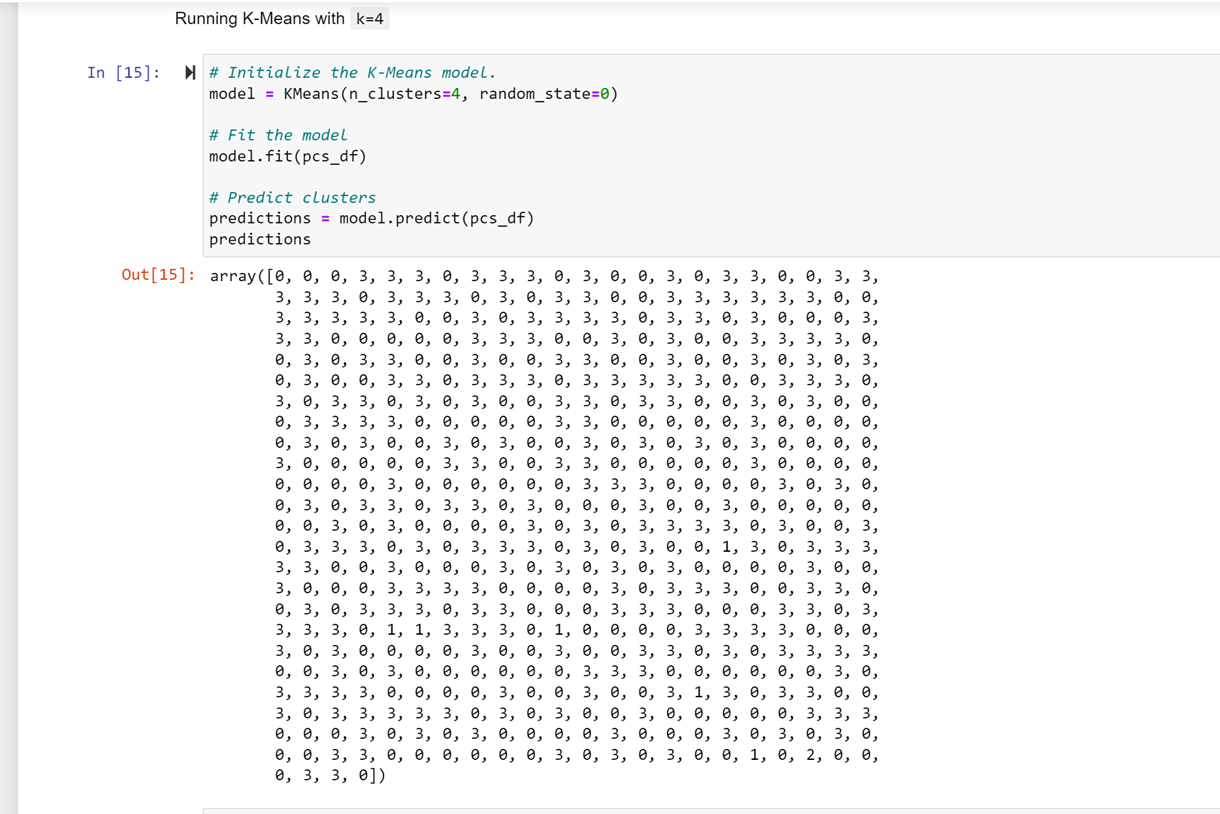 Running K-Means with k=4
In [15]:
# Initialize the K-Means model.
model = KMeans(n_clusters=4, random_state=0)
# Fit the model
model.fit(pcs_df)
# Predict clusters
predictions = model.predict(pcs_df)
predictions
Out[15]:
array([0, 0, 0, 3, 3, 3, 0, 3, 3, 3, 0, 3, 0, 0, 3, 0, 3, 3, 0, 0, 3, 3,
3, 3, 3, 0, 3, 3, 3, 0, 3, 0, 3, 3, 0, 0, 3, 3, 3, 3, 3, 3, 0, 0,
3, 3, 3, 3, 3, 0, 0, 3, 0, 3, 3, 3, 3, 0, 3, 3, 0, 3, 0, 0, 0, 3,
3, 3, 0, 0, 0, 0, 0, 3, 3, 3, 0, 0, 3, 0, 3, 0, 0, 3, 3, 3, 3, 0,
0, 3, 0, 3, 3, 0, 0, 3, 0, 0, 3, 3, 0, 0, 3, 0, 0, 3, 0, 3, 0, 3,
0, 3, 0, 0, 3, 3, 0, 3, 3, 3, 0, 3, 3, 3, 3, 3, 0, 0, 3, 3, 3, 0,
3, 0, 3, 3, 0, 3, 0, 3, 0, 0, 3, 3, 0, 3, 3, 0, 0, 3, 0, 3, 0, 0,
0, 3, 3, 3, 3, 0, 0, 0, 0, 0, 3, 3, 0, 0, 0, 0, 0, 3, 0, 0, 0, 0,
0, 3, 0, 3, 0, 0, 3, 0, 3, 0, 0, 3, 0, 0, 3, 0, 3, 0, 3, 0, 0, 0, 0,
3, 0, 0, 0, 0, 0, 3, 3, 0, 0, 3, 3, 0, 0, 0, 0, 0, 3, 0, 0, 0, 0,
0, 0, 0, 0, 3, 0, 0, 0, 0, 0, 0, 3, 3, 3, 0, 0, 0, 0, 3, 0, 3, 0,
0, 3, 0, 3, 3, 0, 3, 3, 0, 3, 0, 0, 0, 3, 0, 0, 3, 0, 0, 0, 0, 0,
0, 0, 3, 0, 3, 0, 0, 0, 0, 3, 0, 3, 0, 3, 3, 3, 3, 0, 3, 0, 0, 3,
0, 3, 3, 3, 0, 3, 0, 3, 3, 3, 0, 3, 0, 3, 0, 0, 1, 3, 0, 3, 3, 3,
3, 3, 0, 0, 3, 0, 0, 0, 3, 0, 3, 0, 3, 0, 3, 0, 0, 0, 0, 3, 0, 0,
3, 0, 0, 0, 3, 3, 3, 3, 0, 0, 0, 0, 3, 0, 3, 3, 3, 0, 0, 3, 3, 0,
0, 3, 0, 3, 3, 3, 0, 3, 3, 0, 0, 0, 3, 3, 3, 0, 0, 0, 3, 3, 0, 3,
3, 3, 3, 0, 1, 1, 3, 3, 3, 0, 1, 0, 0, 0, 0, 3, 3, 3, 3, 0, 0, 0,
3, 0, 3, 0, 0, 0, 0, 3, 0, 0, 3, 0, 0, 3, 3, 0, 3, 0, 3, 3, 3, 3,
0, 0, 3, 0, 3, 0, 0, 0, 0, 0, 0, 3, 3, 3, 0, 0, 0, 0, 0, 0, 3, 0,
3, 3, 3, 3, 0, 0, 0, 0, 3, 0, 0, 3, 0, 0, 3, 1, 3, 0, 3, 3, 0, 0,
3, 0, 3, 3, 3, 3, 3, 0, 3, 0, 3, 0, 0, 3, 0, 0, 0, 0, 0, 3, 3, 3,
0, 0, 0, 3, 0, 3, 0, 3, 0, 0, 0, 0, 3, 0, 0, 0, 3, 0, 3, 0, 3, 0,
0, 0, 3, 3, 0, 0, 0, 0, 0, 0, 3, 0, 3, 0, 3, 0, 0, 1, 0, 2, 0, 0,
0, 3, 3, 0])